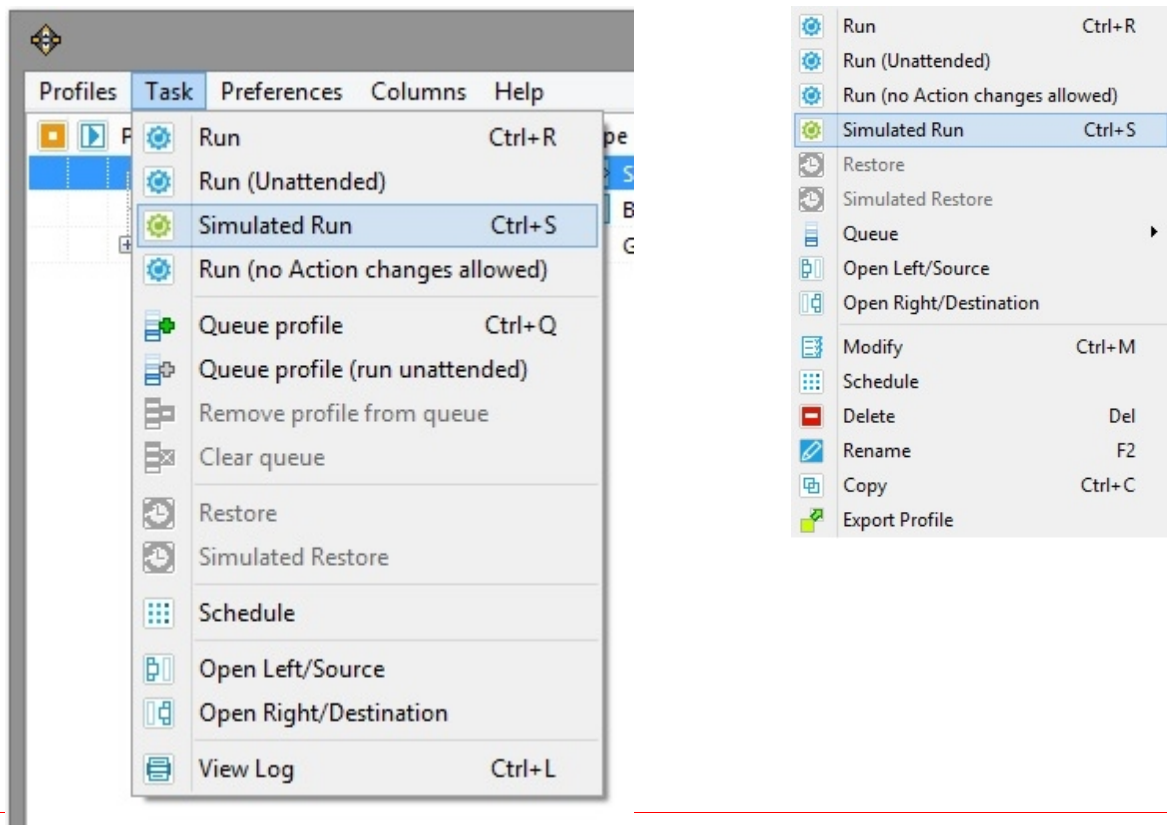 Profiles Task Preferences Columns Help
P pe
S
B
G
Run Ctrl+R
Run (Unattended)
Simulated Run Ctrl+S
Run (no Action changes allowed)
Queue profile Ctrl+Q
Queue profile (run unattended)
Remove profile from queue
Clear queue
Restore
Simulated Restore
Schedule
Open Left/Source
Open Right/Destination
View Log Ctrl+L
Run Ctrl+R
Run (Unattended)
Run (no Action changes allowed)
Simulated Run Ctrl+S
Restore
Simulated Restore
Queue
Open Left/Source
Open Right/Destination
Modify Ctrl+M
Schedule
Delete Del
Rename F2
Copy Ctrl+C
Export Profile